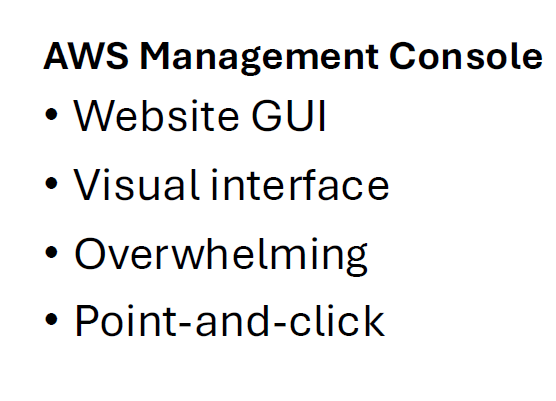 AWS Management Console
• Website GUI
• Visual interface
• Overwhelming
• Point-and-click